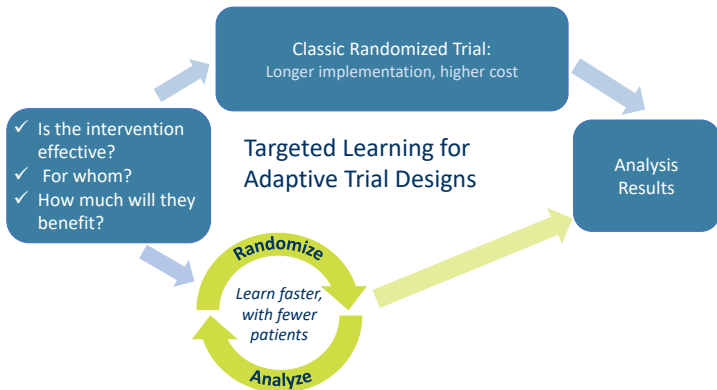 Classic Randomized Trial:
Longer implementation, higher cost
✓ Is the intervention
effective?
✓ For whom?
✓ How much will they
benefit?
Targeted Learning for
Adaptive Trial Designs
Analysis
Results
Randomize
Learn faster,
with fewer
patients
Analyze